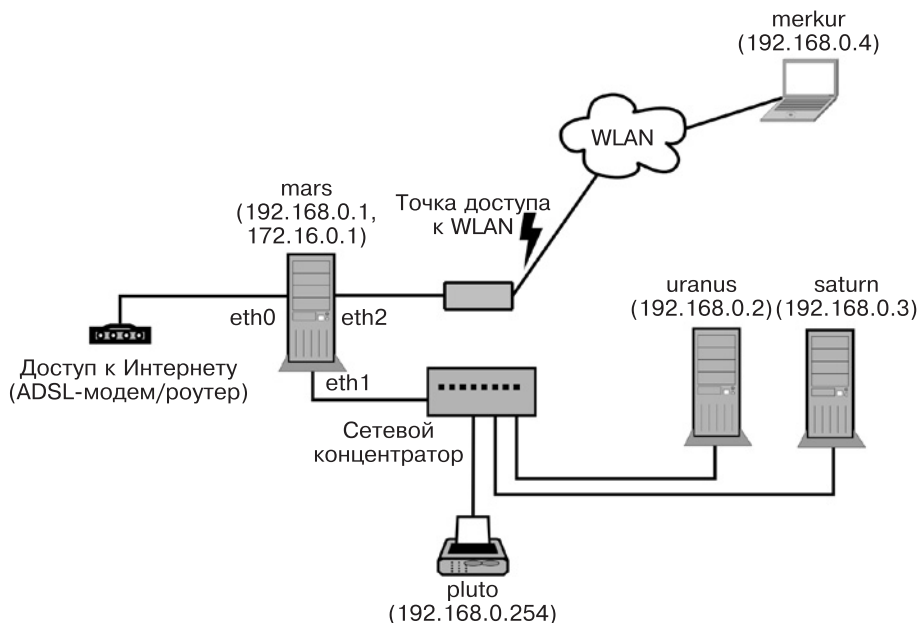 merkur
(192.168.0.4)
WLAN
mars
(192.168.0.1,
172.16.0.1)
Точка доступа
к WLAN
eth0
eth2
eth1
Доступ к Интернету
(ADSL-модем/роутер)
uranus
(192.168.0.2)
saturn
(192.168.0.3)
Сетевой
концентратор
pluto
(192.168.0.254)